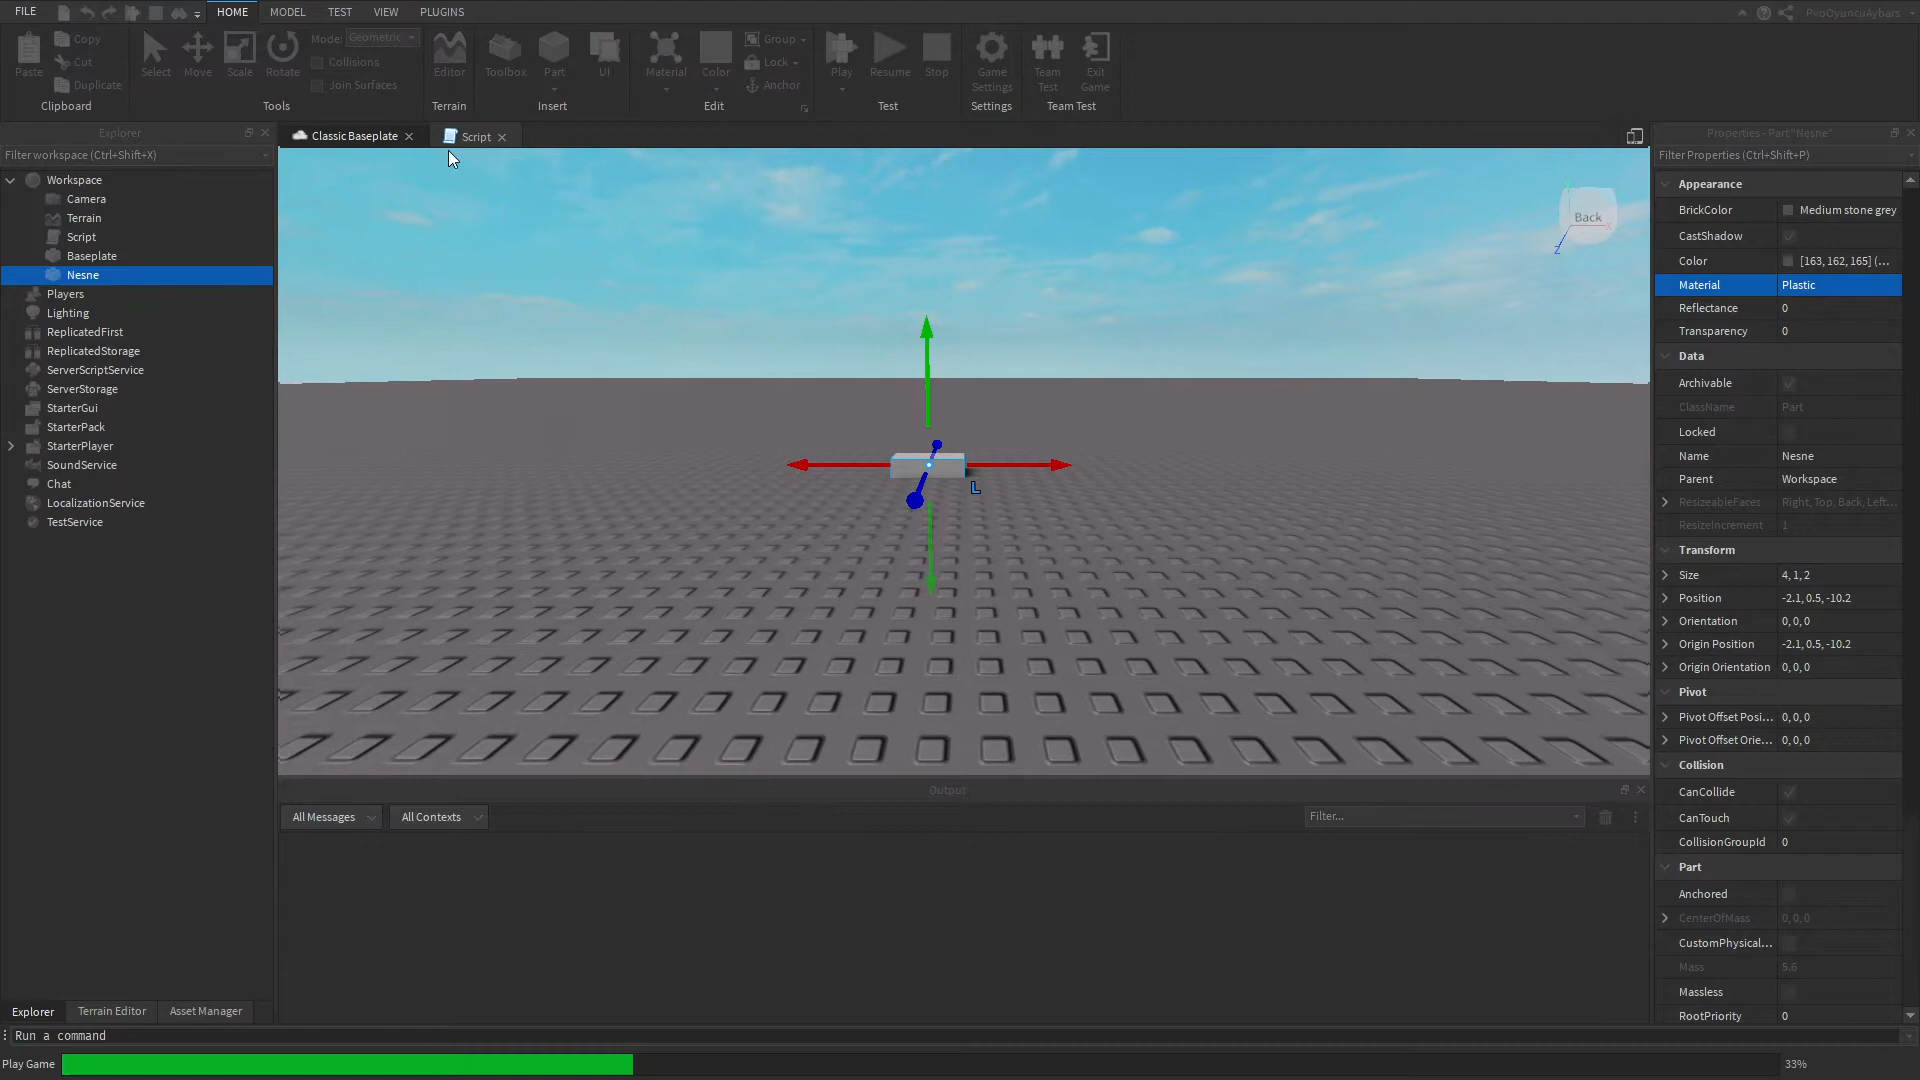 FILE HOME MODEL TEST VIEW PLUGINS PvoOyuncuAybars
Paste Copy Cut Duplicate Clipboard
Select Move Scale Rotate Mode: Geometric Collisions Join Surfaces Tools
Editor Terrain
Toolbox Part UI Insert
Material Color Group Lock Anchor Edit
Play Resume Stop Test
Game Settings Settings
Team Test Exit Game Team Test
Explorer
Filter workspace (Ctrl+Shift+X)
Workspace
Camera
Terrain
Script
Baseplate
Nesne
Players
Lighting
ReplicatedFirst
ReplicatedStorage
ServerScriptService
ServerStorage
StarterGui
StarterPack
StarterPlayer
SoundService
Chat
LocalizationService
TestService
Explorer Terrain Editor Asset Manager
Classic Baseplate Script
Back
Z
L
Output
All Messages All Contexts Filter...
Properties - Part "Nesne"
Filter Properties (Ctrl+Shift+P)
Appearance
BrickColor Medium stone grey
CastShadow
Color [163, 162, 165] (...
Material Plastic
Reflectance 0
Transparency 0
Data
Archivable
ClassName Part
Locked
Name Nesne
Parent Workspace
ResizeableFaces Right, Top, Back, Left...
ResizeIncrement 1
Transform
Size 4, 1, 2
Position -2.1, 0.5, -10.2
Orientation 0, 0, 0
Origin Position -2.1, 0.5, -10.2
Origin Orientation 0, 0, 0
Pivot
Pivot Offset Posi... 0, 0, 0
Pivot Offset Orie... 0, 0, 0
Collision
CanCollide
CanTouch
CollisionGroupId 0
Part
Anchored
CenterOfMass 0, 0, 0
CustomPhysical...
Mass 5.6
Massless
RootPriority 0
Run a command
Play Game 33%